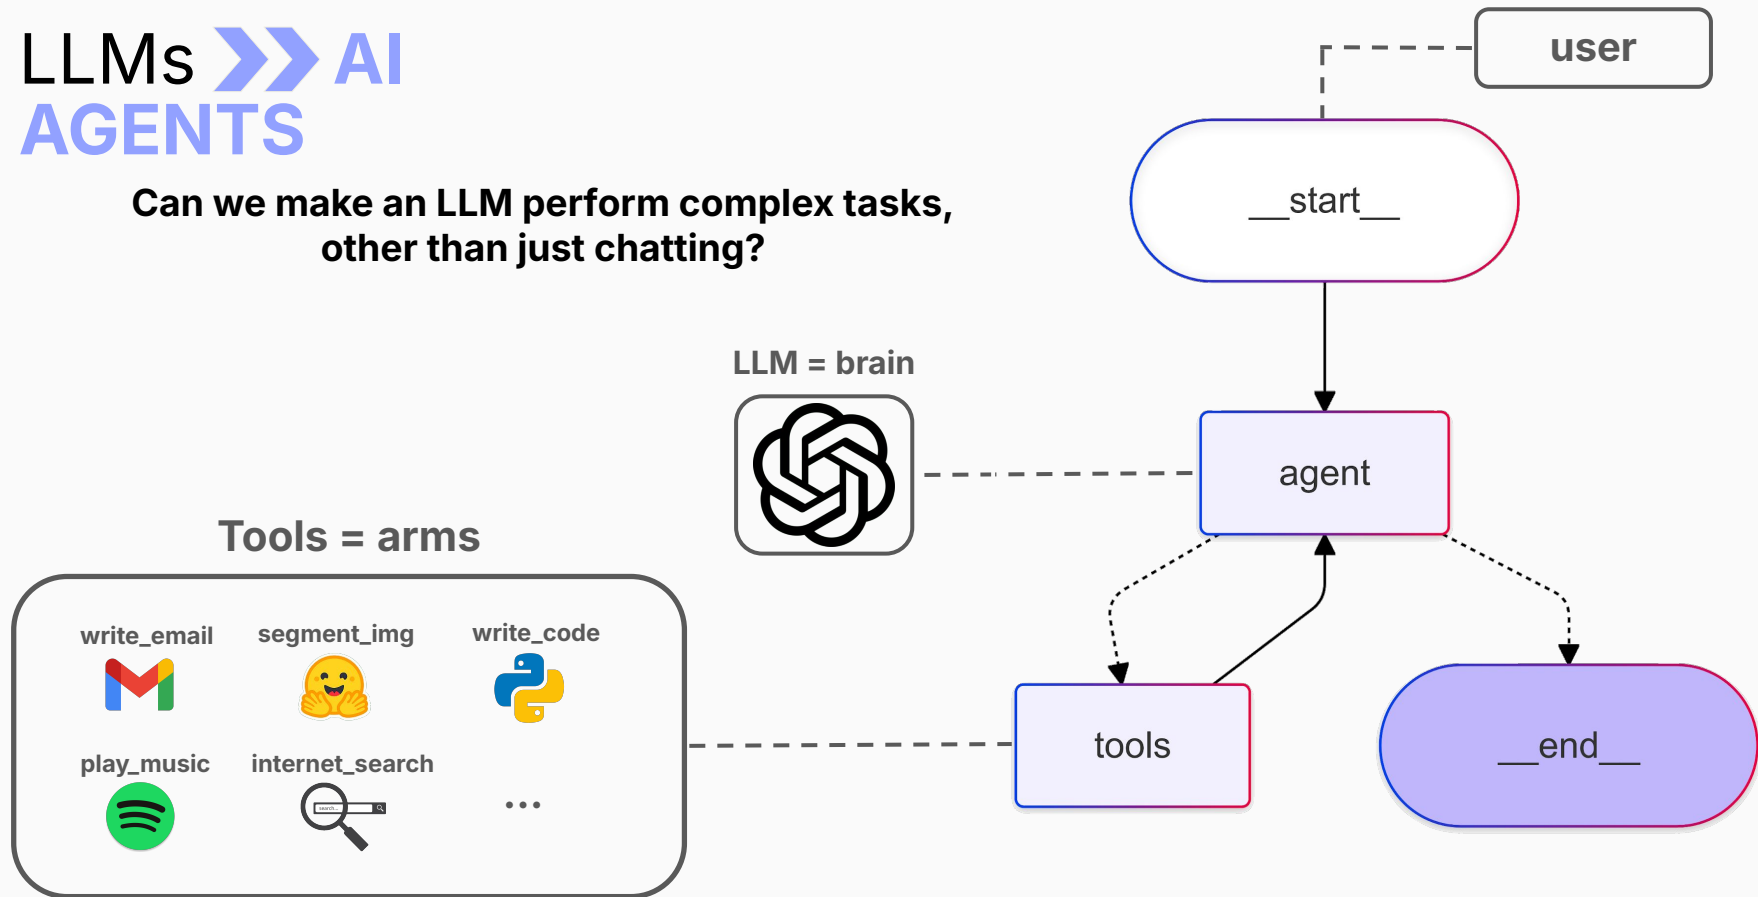 LLMs AI
AGENTS
Can we make an LLM perform complex tasks,
other than just chatting?
user
__start__
LLM = brain
agent
Tools = arms
write_email
segment_img
write_code
play_music
internet_search
search...
...
tools
__end__